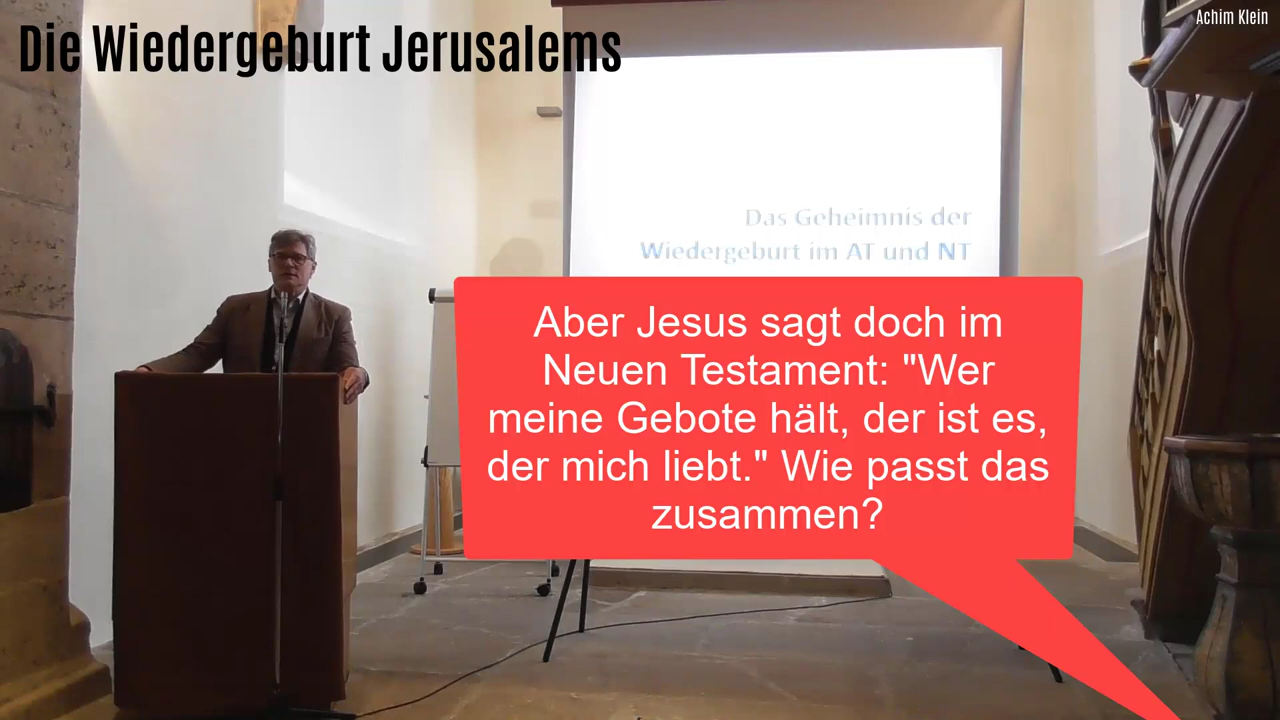 Die Wiedergeburt Jerusalems
Achim Klein
Das Geheimnis der
Wiedergeburt im AT und NT
Aber Jesus sagt doch im
Neuen Testament: "Wer
meine Gebote hält, der ist es,
der mich liebt." Wie passt das
zusammen?